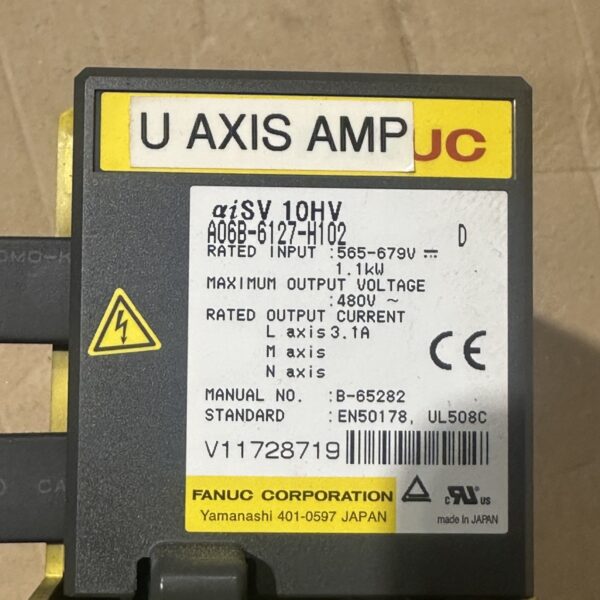 U AXIS AMP UC
αiSV 10HV
A06B-6127-H102 D
RATED INPUT :565-679V
1.1kW
MAXIMUM OUTPUT VOLTAGE
:480V ~
RATED OUTPUT CURRENT
L axis 3.1A
M axis
N axis
CE
MANUAL NO. :B-65282
STANDARD :EN50178, UL508C
V11728719
FANUC CORPORATION
Yamanashi 401-0597 JAPAN
c US
made in JAPAN